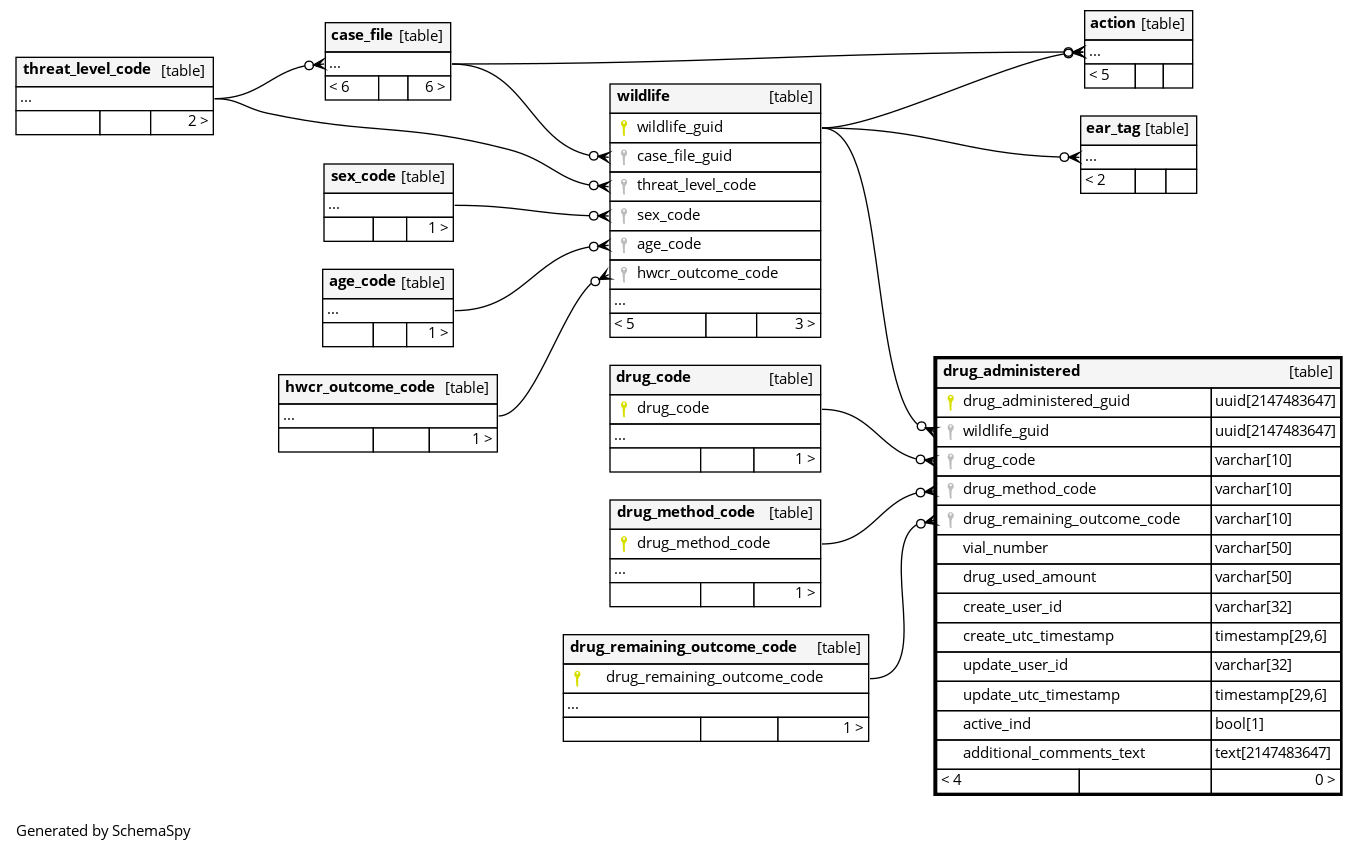 threat_level_code [table]
...
2 >
case_file [table]
...
< 6 6 >
sex_code [table]
...
1 >
age_code [table]
...
1 >
hwcr_outcome_code [table]
...
1 >
wildlife [table]
wildlife_guid
case_file_guid
threat_level_code
sex_code
age_code
hwcr_outcome_code
...
< 5 3 >
drug_code [table]
drug_code
...
1 >
drug_method_code [table]
drug_method_code
...
1 >
drug_remaining_outcome_code [table]
drug_remaining_outcome_code
...
1 >
action [table]
...
< 5
ear_tag [table]
...
< 2
drug_administered [table]
drug_administered_guid uuid[2147483647]
wildlife_guid uuid[2147483647]
drug_code varchar[10]
drug_method_code varchar[10]
drug_remaining_outcome_code varchar[10]
vial_number varchar[50]
drug_used_amount varchar[50]
create_user_id varchar[32]
create_utc_timestamp timestamp[29,6]
update_user_id varchar[32]
update_utc_timestamp timestamp[29,6]
active_ind bool[1]
additional_comments_text text[2147483647]
< 4 0 >
Generated by SchemaSpy